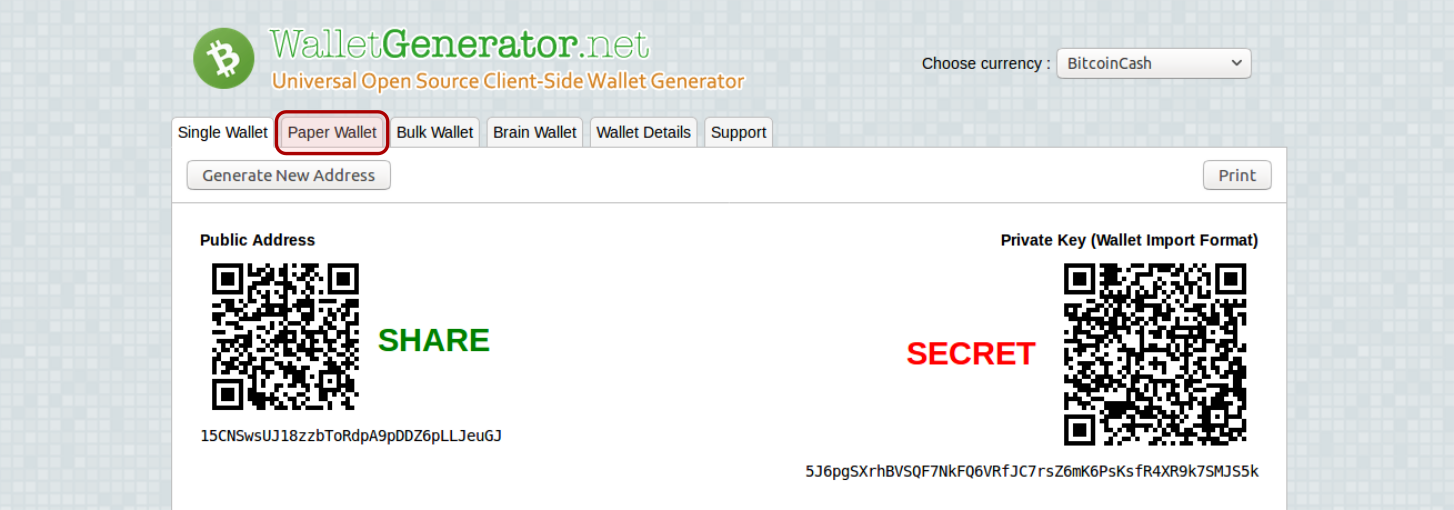 WalletGenerator.net
Universal Open Source Client-Side Wallet Generator
Choose currency : BitcoinCash
Single Wallet Paper Wallet Bulk Wallet Brain Wallet Wallet Details Support
Generate New Address Print
Public Address Private Key (Wallet Import Format)
SHARE SECRET
15CNSwsUJ18zzbToRdpA9pDDZ6pLLJeuGJ
5J6pgSXrhBVSQF7NkFQ6VRfJC7rsZ6mK6PsKsfR4XR9k7SMJS5k